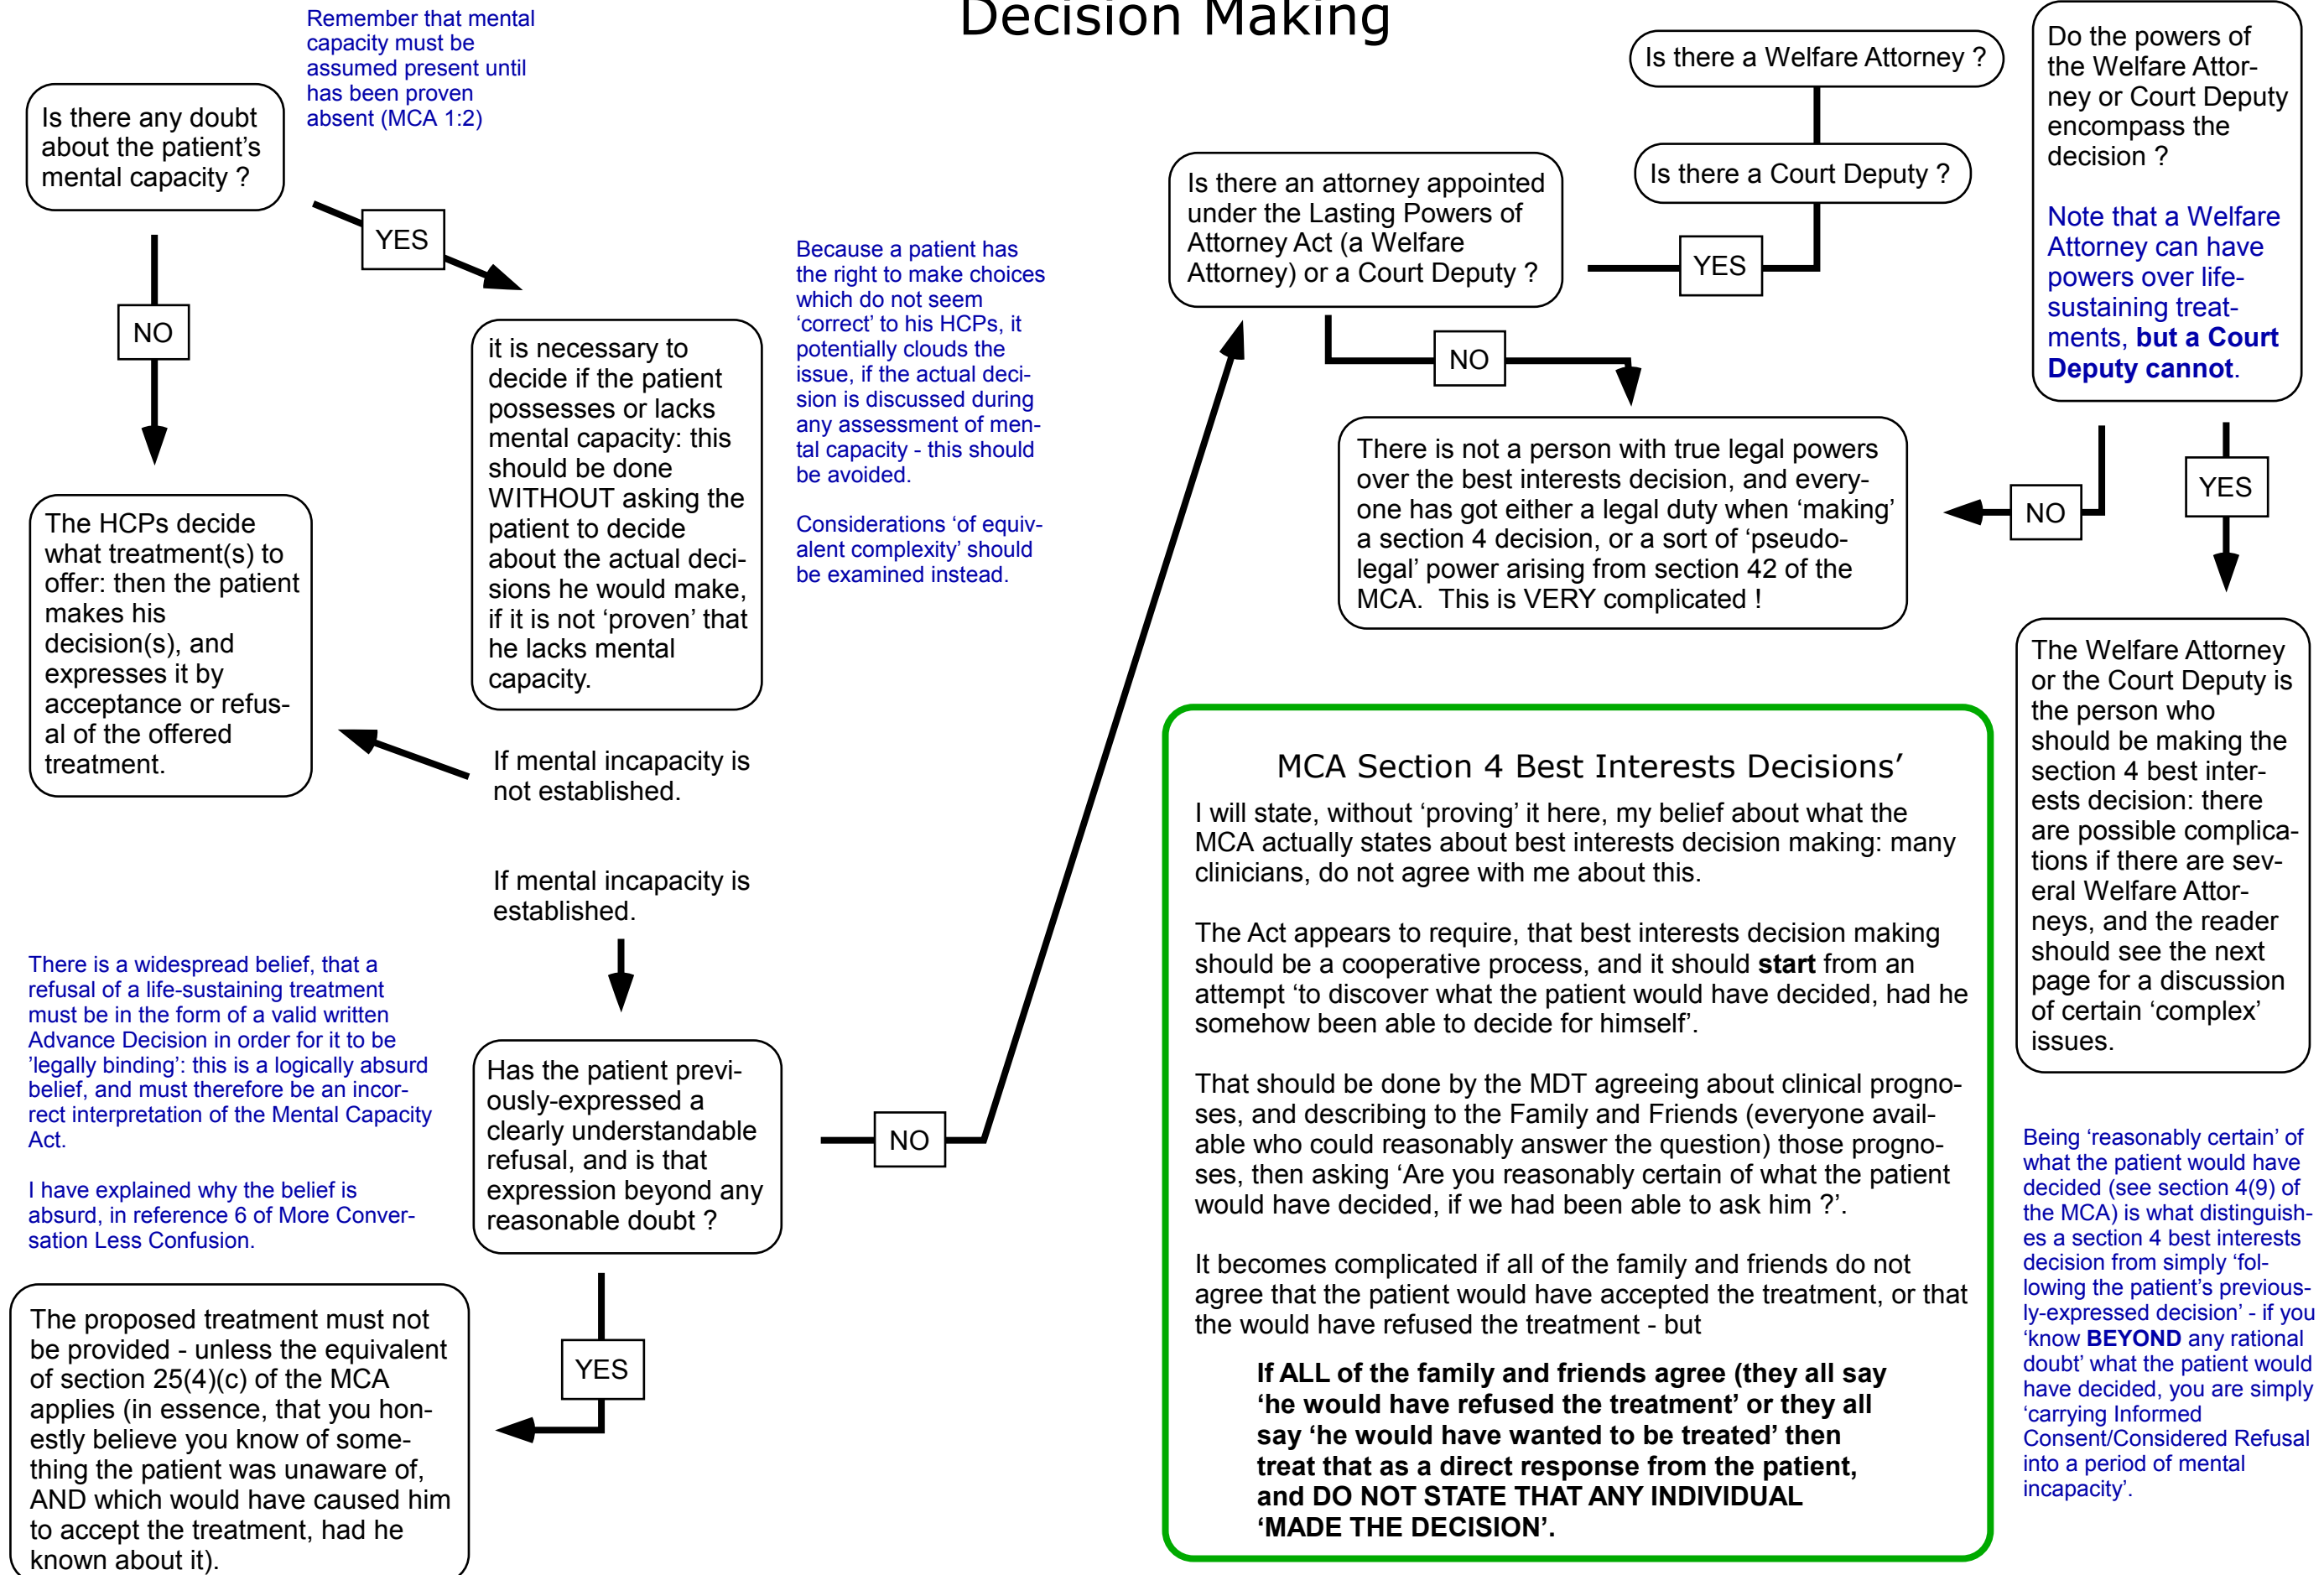 Decision Making
Remember that mental
capacity must be
assumed present until
has been proven
absent (MCA 1:2)
Is there any doubt
about the patient's
mental capacity ?
YES
NO
it is necessary to
decide if the patient
possesses or lacks
mental capacity: this
should be done
WITHOUT asking the
patient to decide
about the actual deci-
sions he would make,
if it is not ‘proven’ that
he lacks mental
capacity.
Because a patient has
the right to make choices
which do not seem
‘correct’ to his HCPs, it
potentially clouds the
issue, if the actual deci-
sion is discussed during
any assessment of men-
tal capacity - this should
be avoided.
Considerations ‘of equiv-
alent complexity’ should
be examined instead.
The HCPs decide
what treatment(s) to
offer: then the patient
makes his
decision(s), and
expresses it by
acceptance or refus-
al of the offered
treatment.
If mental incapacity is
not established.
If mental incapacity is
established.
There is a widespread belief, that a
refusal of a life-sustaining treatment
must be in the form of a valid written
Advance Decision in order for it to be
’legally binding’: this is a logically absurd
belief, and must therefore be an incor-
rect interpretation of the Mental Capacity
Act.
I have explained why the belief is
absurd, in reference 6 of More Conver-
sation Less Confusion.
Has the patient previ-
ously-expressed a
clearly understandable
refusal, and is that
expression beyond any
reasonable doubt ?
NO
YES
The proposed treatment must not
be provided - unless the equivalent
of section 25(4)(c) of the MCA
applies (in essence, that you hon-
estly believe you know of some-
thing the patient was unaware of,
AND which would have caused him
to accept the treatment, had he
known about it).
Is there an attorney appointed
under the Lasting Powers of
Attorney Act (a Welfare
Attorney) or a Court Deputy ?
YES
NO
Is there a Welfare Attorney ?
Is there a Court Deputy ?
There is not a person with true legal powers
over the best interests decision, and every-
one has got either a legal duty when ‘making’
a section 4 decision, or a sort of ‘pseudo-
legal’ power arising from section 42 of the
MCA.  This is VERY complicated !
Do the powers of
the Welfare Attor-
ney or Court Deputy
encompass the
decision ?
Note that a Welfare
Attorney can have
powers over life-
sustaining treat-
ments, but a Court
Deputy cannot.
NO
YES
The Welfare Attorney
or the Court Deputy is
the person who
should be making the
section 4 best inter-
ests decision: there
are possible complica-
tions if there are sev-
eral Welfare Attor-
neys, and the reader
should see the next
page for a discussion
of certain ‘complex’
issues.
MCA Section 4 Best Interests Decisions’
I will state, without ‘proving’ it here, my belief about what the
MCA actually states about best interests decision making: many
clinicians, do not agree with me about this.
The Act appears to require, that best interests decision making
should be a cooperative process, and it should start from an
attempt ‘to discover what the patient would have decided, had he
somehow been able to decide for himself’.
That should be done by the MDT agreeing about clinical progno-
ses, and describing to the Family and Friends (everyone avail-
able who could reasonably answer the question) those progno-
ses, then asking ‘Are you reasonably certain of what the patient
would have decided, if we had been able to ask him ?’.
It becomes complicated if all of the family and friends do not
agree that the patient would have accepted the treatment, or that
the would have refused the treatment - but
If ALL of the family and friends agree (they all say
‘he would have refused the treatment’ or they all
say ‘he would have wanted to be treated’ then
treat that as a direct response from the patient,
and DO NOT STATE THAT ANY INDIVIDUAL
‘MADE THE DECISION’.
Being ‘reasonably certain’ of
what the patient would have
decided (see section 4(9) of
the MCA) is what distinguish-
es a section 4 best interests
decision from simply ‘fol-
lowing the patient’s previous-
ly-expressed decision’ - if you
‘know BEYOND any rational
doubt’ what the patient would
have decided, you are simply
‘carrying Informed
Consent/Considered Refusal
into a period of mental
incapacity’.